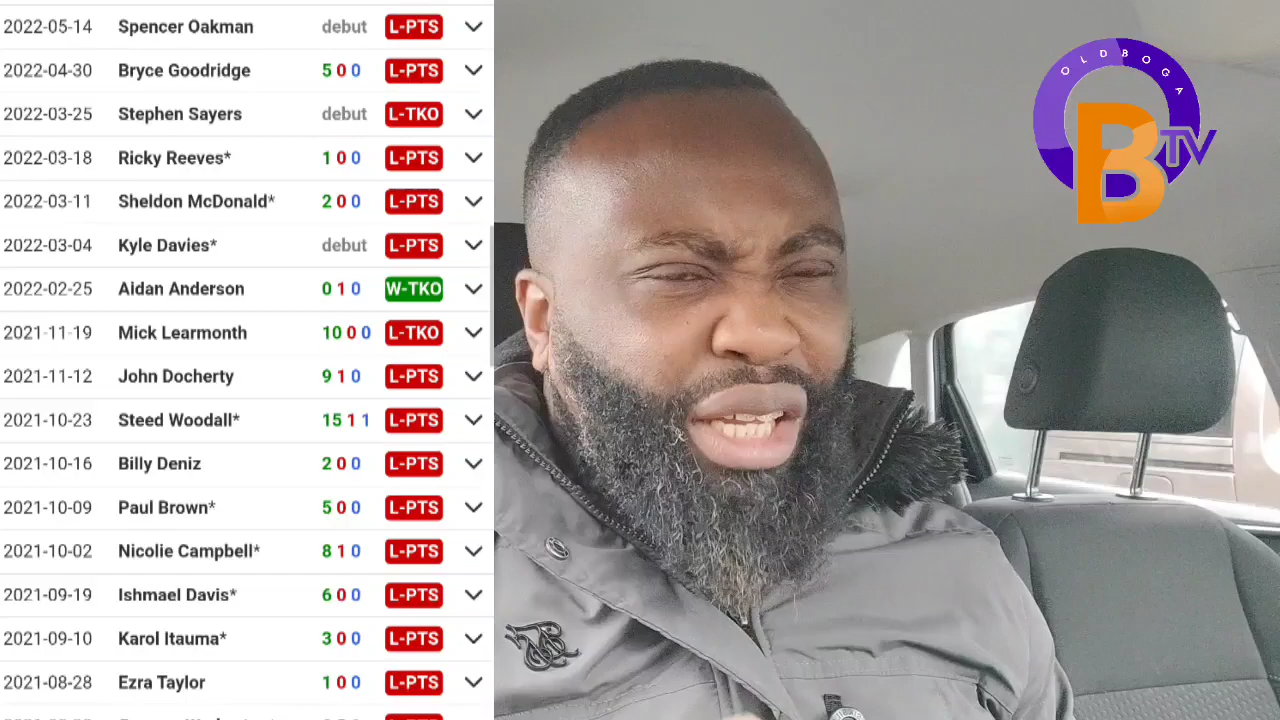 2022-05-14 Spencer Oakman debut L-PTS
2022-04-30 Bryce Goodridge 5 0 0 L-PTS
2022-03-25 Stephen Sayers debut L-TKO
2022-03-18 Ricky Reeves* 1 0 0 L-PTS
2022-03-11 Sheldon McDonald* 2 0 0 L-PTS
2022-03-04 Kyle Davies* debut L-PTS
2022-02-25 Aidan Anderson 0 1 0 W-TKO
2021-11-19 Mick Learmonth 10 0 0 L-TKO
2021-11-12 John Docherty 9 1 0 L-PTS
2021-10-23 Steed Woodall* 15 1 1 L-PTS
2021-10-16 Billy Deniz 2 0 0 L-PTS
2021-10-09 Paul Brown* 5 0 0 L-PTS
2021-10-02 Nicolie Campbell* 8 1 0 L-PTS
2021-09-19 Ishmael Davis* 6 0 0 L-PTS
2021-09-10 Karol Itauma* 3 0 0 L-PTS
2021-08-28 Ezra Taylor 1 0 0 L-PTS
OLDBOGA
B TV